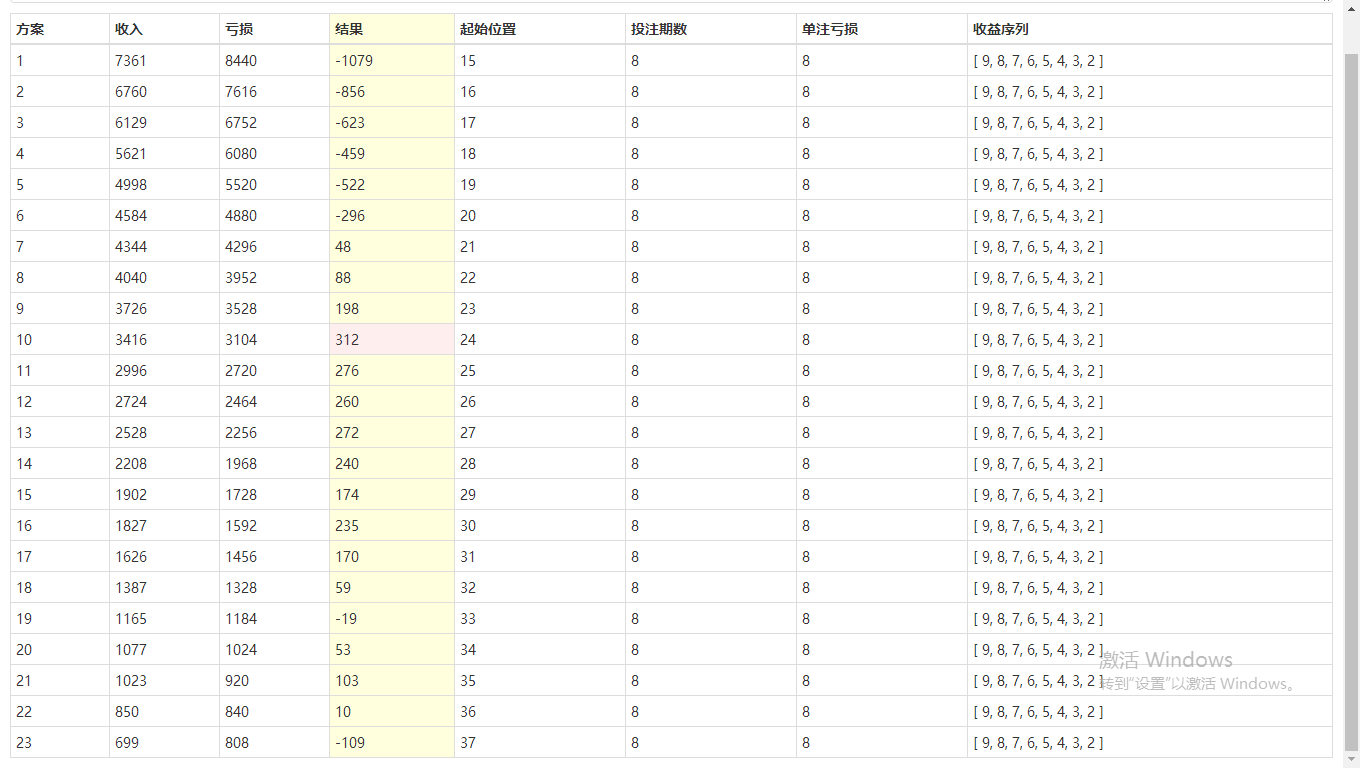 方案 收入 亏损 结果 起始位置 投注期数 单注亏损 收益序列
1 7361 8440 -1079 15 8 8 [ 9, 8, 7, 6, 5, 4, 3, 2 ]
2 6760 7616 -856 16 8 8 [ 9, 8, 7, 6, 5, 4, 3, 2 ]
3 6129 6752 -623 17 8 8 [ 9, 8, 7, 6, 5, 4, 3, 2 ]
4 5621 6080 -459 18 8 8 [ 9, 8, 7, 6, 5, 4, 3, 2 ]
5 4998 5520 -522 19 8 8 [ 9, 8, 7, 6, 5, 4, 3, 2 ]
6 4584 4880 -296 20 8 8 [ 9, 8, 7, 6, 5, 4, 3, 2 ]
7 4344 4296 48 21 8 8 [ 9, 8, 7, 6, 5, 4, 3, 2 ]
8 4040 3952 88 22 8 8 [ 9, 8, 7, 6, 5, 4, 3, 2 ]
9 3726 3528 198 23 8 8 [ 9, 8, 7, 6, 5, 4, 3, 2 ]
10 3416 3104 312 24 8 8 [ 9, 8, 7, 6, 5, 4, 3, 2 ]
11 2996 2720 276 25 8 8 [ 9, 8, 7, 6, 5, 4, 3, 2 ]
12 2724 2464 260 26 8 8 [ 9, 8, 7, 6, 5, 4, 3, 2 ]
13 2528 2256 272 27 8 8 [ 9, 8, 7, 6, 5, 4, 3, 2 ]
14 2208 1968 240 28 8 8 [ 9, 8, 7, 6, 5, 4, 3, 2 ]
15 1902 1728 174 29 8 8 [ 9, 8, 7, 6, 5, 4, 3, 2 ]
16 1827 1592 235 30 8 8 [ 9, 8, 7, 6, 5, 4, 3, 2 ]
17 1626 1456 170 31 8 8 [ 9, 8, 7, 6, 5, 4, 3, 2 ]
18 1387 1328 59 32 8 8 [ 9, 8, 7, 6, 5, 4, 3, 2 ]
19 1165 1184 -19 33 8 8 [ 9, 8, 7, 6, 5, 4, 3, 2 ]
20 1077 1024 53 34 8 8 [ 9, 8, 7, 6, 5, 4, 3, 2 ]
激活 Windows
21 1023 920 103 35 8 8 [ 9, 8, 7, 6, 5, 4, 3, 2 ]
转到"设置"以激活 Windows。
22 850 840 10 36 8 8 [ 9, 8, 7, 6, 5, 4, 3, 2 ]
23 699 808 -109 37 8 8 [ 9, 8, 7, 6, 5, 4, 3, 2 ]